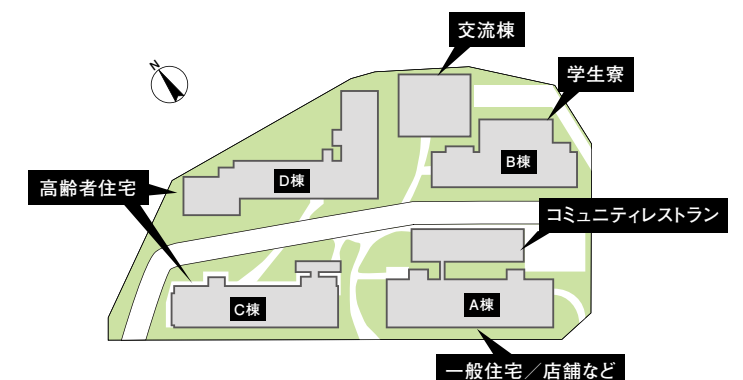 交流棟
N
学生寮
B棟
D棟
高齢者住宅
コミュニティレストラン
C棟
A棟
一般住宅／店舗など